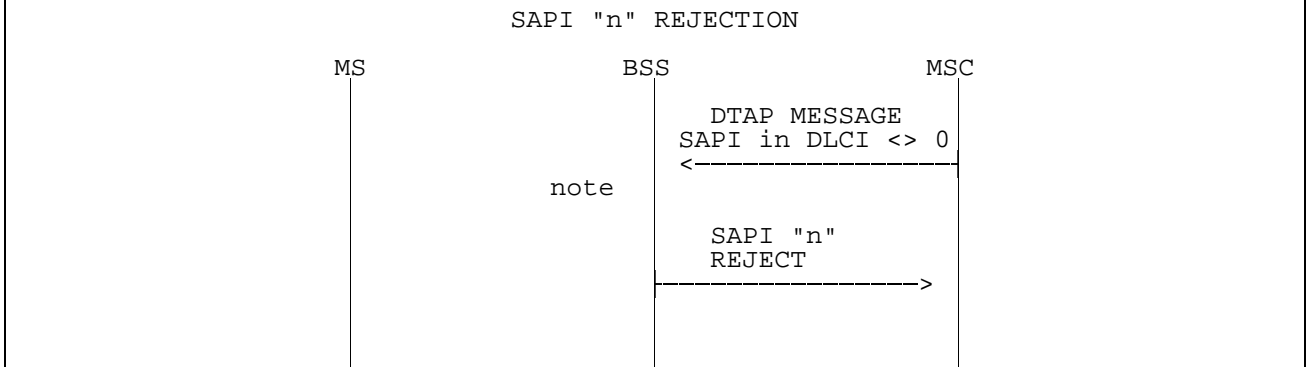 SAPI "n" REJECTION
MS BSS MSC
DTAP MESSAGE
SAPI in DLCI <> 0
note
SAPI "n"
REJECT